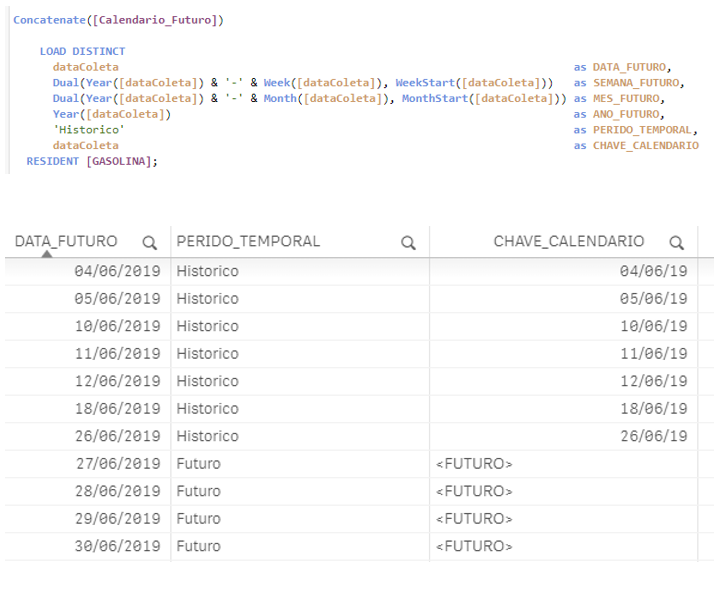 Concatenate([Calendario_Futuro])
LOAD DISTINCT
dataColeta as DATA_FUTURO,
Dual(Year([dataColeta]) & '-' & Week([dataColeta]), WeekStart([dataColeta])) as SEMANA_FUTURO,
Dual(Year([dataColeta]) & '-' & Month([dataColeta]), MonthStart([dataColeta])) as MES_FUTURO,
Year([dataColeta]) as ANO_FUTURO,
'Historico' as PERIDO_TEMPORAL,
dataColeta as CHAVE_CALENDARIO
RESIDENT [GASOLINA];
DATA_FUTURO PERIDO_TEMPORAL CHAVE_CALENDARIO
04/06/2019 Historico 04/06/19
05/06/2019 Historico 05/06/19
10/06/2019 Historico 10/06/19
11/06/2019 Historico 11/06/19
12/06/2019 Historico 12/06/19
18/06/2019 Historico 18/06/19
26/06/2019 Historico 26/06/19
27/06/2019 Futuro <FUTURO>
28/06/2019 Futuro <FUTURO>
29/06/2019 Futuro <FUTURO>
30/06/2019 Futuro <FUTURO>